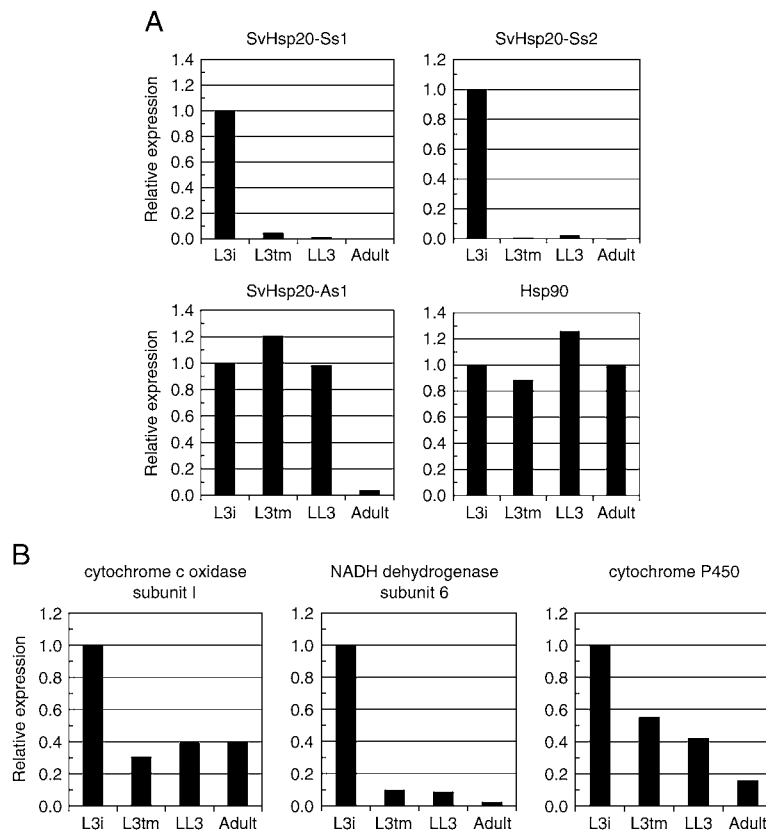 A
SvHsp20-Ss1
Relative expression
1.4
1.2
1.0
0.8
0.6
0.4
0.2
0.0
L3i L3tm LL3 Adult
SvHsp20-Ss2
1.2
1.0
0.8
0.6
0.4
0.2
0.0
L3i L3tm LL3 Adult
SvHsp20-As1
Relative expression
1.4
1.2
1.0
0.8
0.6
0.4
0.2
0.0
L3i L3tm LL3 Adult
Hsp90
1.4
1.2
1.0
0.8
0.6
0.4
0.2
0.0
L3i L3tm LL3 Adult
B
cytochrome c oxidase
subunit I
Relative expression
1.2
1.0
0.8
0.6
0.4
0.2
0.0
L3i L3tm LL3 Adult
NADH dehydrogenase
subunit 6
1.2
1.0
0.8
0.6
0.4
0.2
0.0
L3i L3tm LL3 Adult
cytochrome P450
1.2
1.0
0.8
0.6
0.4
0.2
0.0
L3i L3tm LL3 Adult